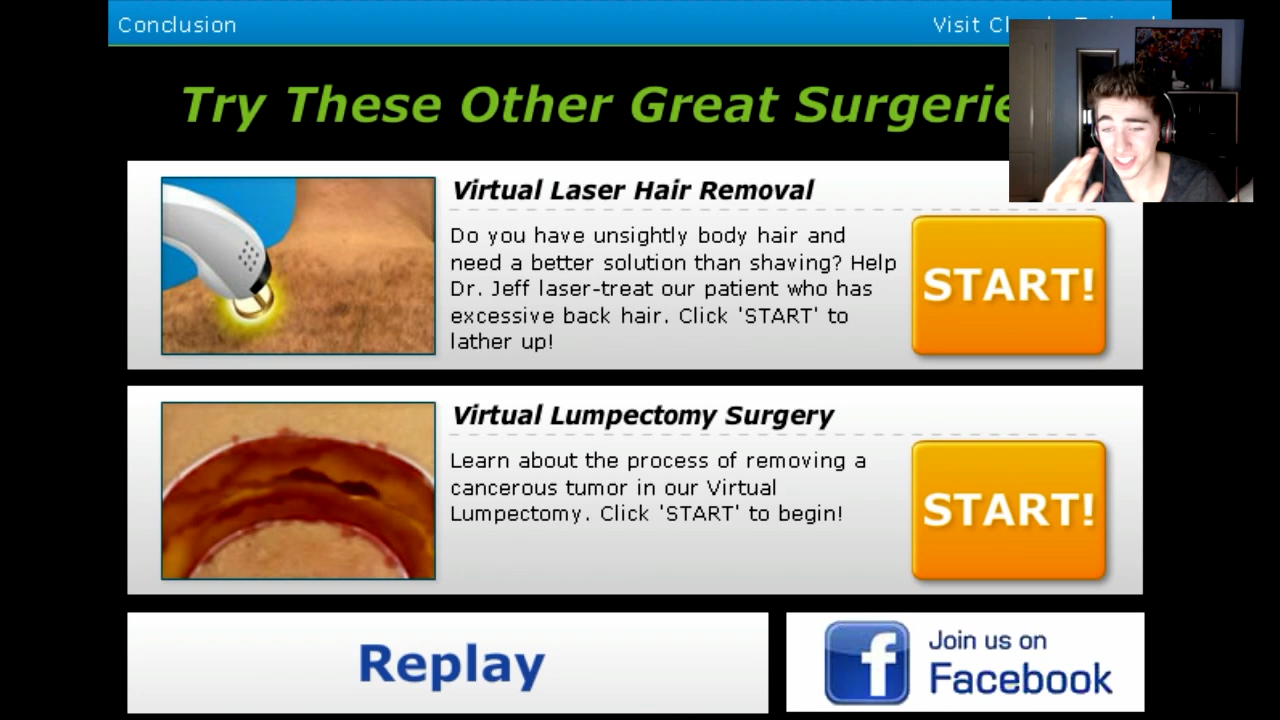 Conclusion
Visit
Try These Other Great
Virtual Laser Hair Removal
Do you have unsightly body hair and
need a better solution than shaving? Help
Dr. Jeff laser-treat our patient who has
excessive back hair. Click 'START' to
lather up!
START!
Virtual Lumpectomy Surgery
Learn about the process of removing a
cancerous tumor in our Virtual
Lumpectomy. Click 'START' to begin!
START!
Replay
Join us on
Facebook